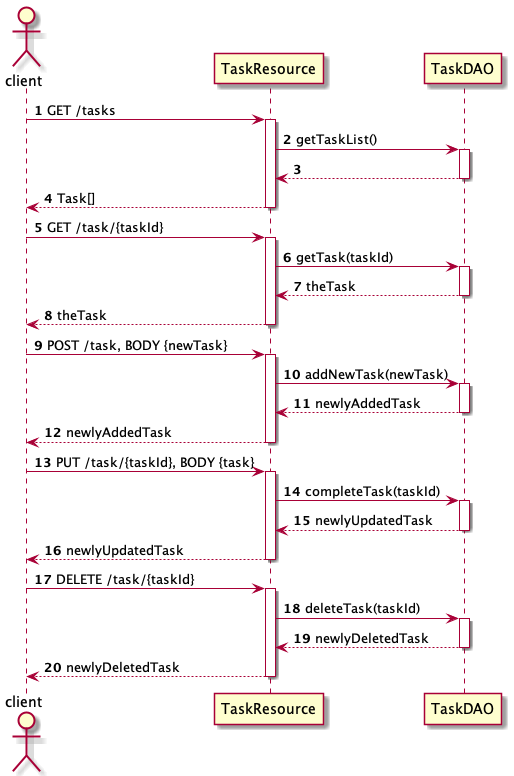 client
TaskResource
TaskDAO
1 GET /tasks
2 getTaskList()
3
4 Task[]
5 GET /task/{taskId}
6 getTask(taskId)
7 theTask
8 theTask
9 POST /task, BODY {newTask}
10 addNewTask(newTask)
11 newlyAddedTask
12 newlyAddedTask
13 PUT /task/{taskId}, BODY {task}
14 completeTask(taskId)
15 newlyUpdatedTask
16 newlyUpdatedTask
17 DELETE /task/{taskId}
18 deleteTask(taskId)
19 newlyDeletedTask
20 newlyDeletedTask
client
TaskResource
TaskDAO